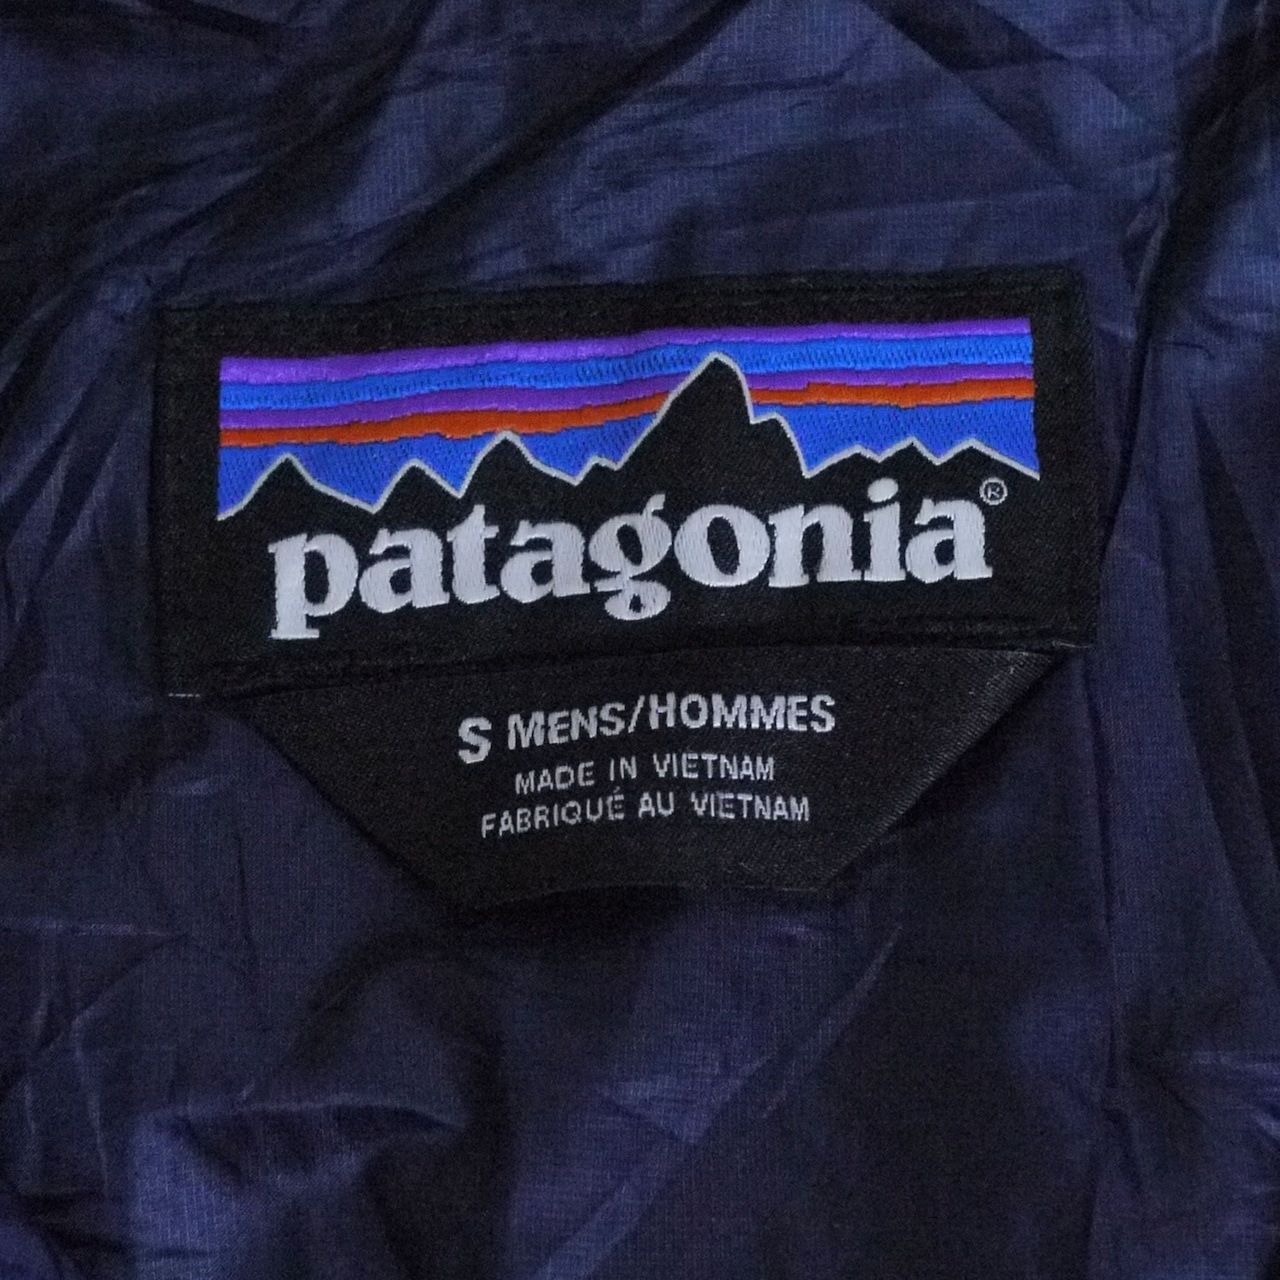 patagonia®
S MENS/HOMMES
MADE IN VIETNAM
FABRIQUÉ AU VIETNAM